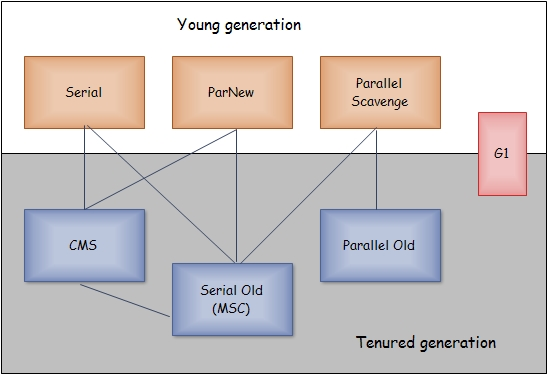 Young generation
Serial
ParNew
Parallel
Scavenge
G1
CMS
Serial Old
(MSC)
Parallel Old
Tenured generation